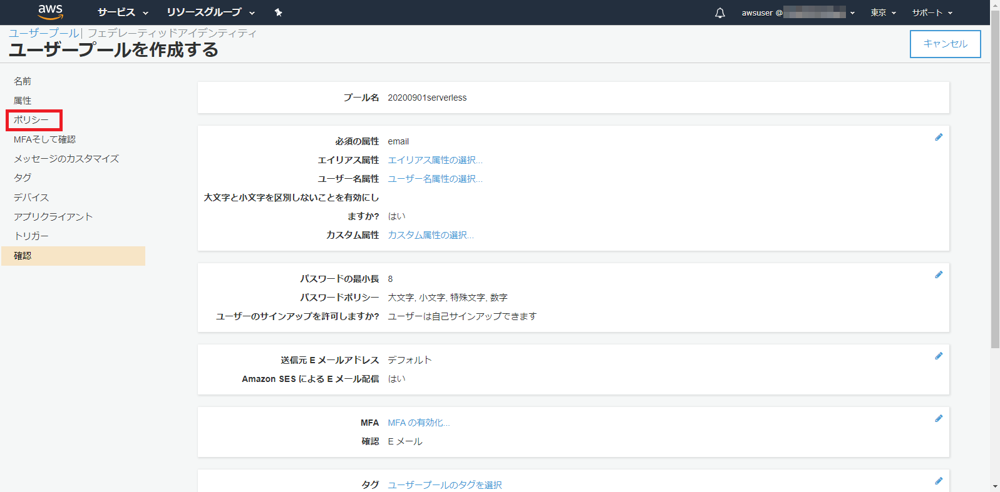 aws サービス リソースグループ awsuser @ 東京 サポート
ユーザープール| フェデレーティッドアイデンティティ
ユーザープールを作成する
キャンセル
名前
属性
ポリシー
MFAそして確認
メッセージのカスタマイズ
タグ
デバイス
アプリクライアント
トリガー
確認
プール名 20200901serverless
必須の属性 email
エイリアス属性 エイリアス属性の選択...
ユーザー名属性 ユーザー名属性の選択...
大文字と小文字を区別しないことを有効にし
ますか? はい
カスタム属性 カスタム属性の選択...
パスワードの最小長 8
パスワードポリシー 大文字, 小文字, 特殊文字, 数字
ユーザーのサインアップを許可しますか? ユーザーは自己サインアップできます
送信元 E メールアドレス デフォルト
Amazon SES による E メール配信 はい
MFA MFA の有効化...
確認 E メール
タグ ユーザープールのタグを選択